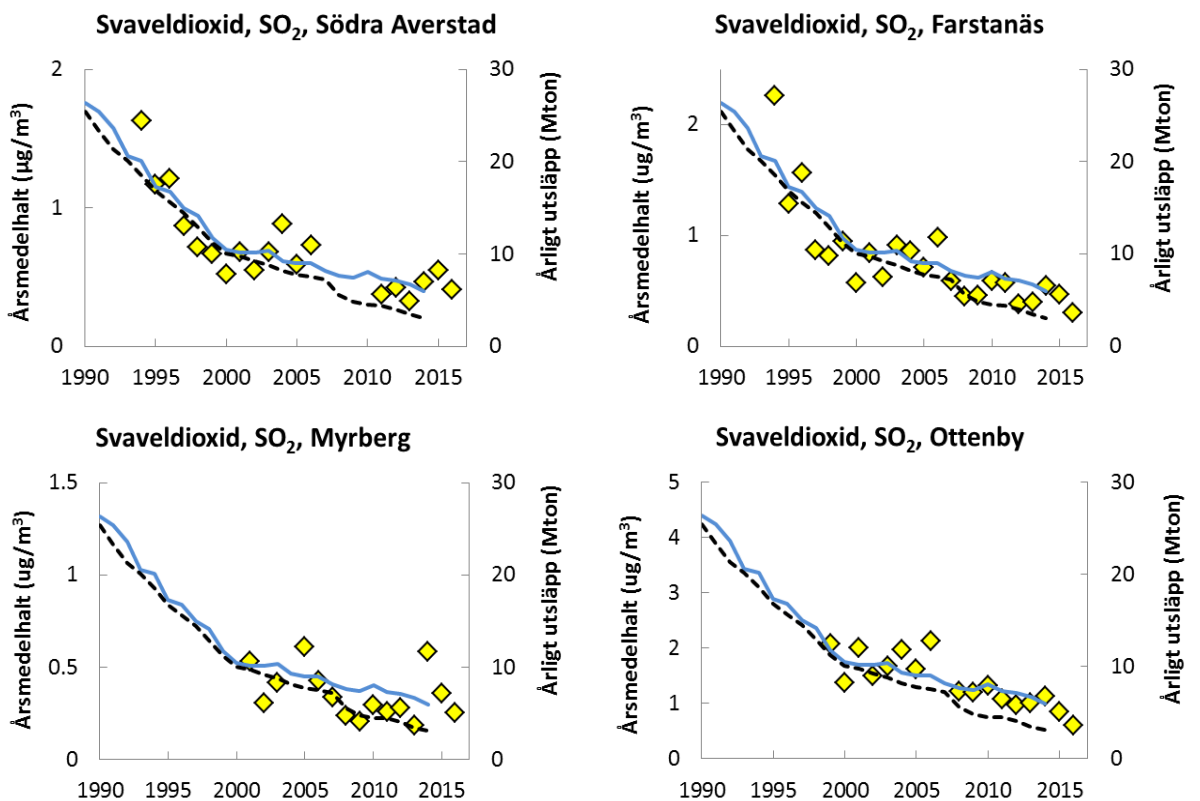 Svaveldioxid, SO₂, Södra Averstad
Årsmedelhalt (µg/m³)
2
1
0
30
20
10
0
Årligt utsläpp (Mton)
1990 1995 2000 2005 2010 2015
Svaveldioxid, SO₂, Farstanäs
Årsmedelhalt (ug/m³)
2
1
0
30
20
10
0
Årligt utsläpp (Mton)
1990 1995 2000 2005 2010 2015
Svaveldioxid, SO₂, Myrberg
Årsmedelhalt (ug/m³)
1.5
1
0.5
0
30
20
10
0
Årligt utsläpp (Mton)
1990 1995 2000 2005 2010 2015
Svaveldioxid, SO₂, Ottenby
Årsmedelhalt (ug/m³)
5
4
3
2
1
0
30
20
10
0
Årligt utsläpp (Mton)
1990 1995 2000 2005 2010 2015